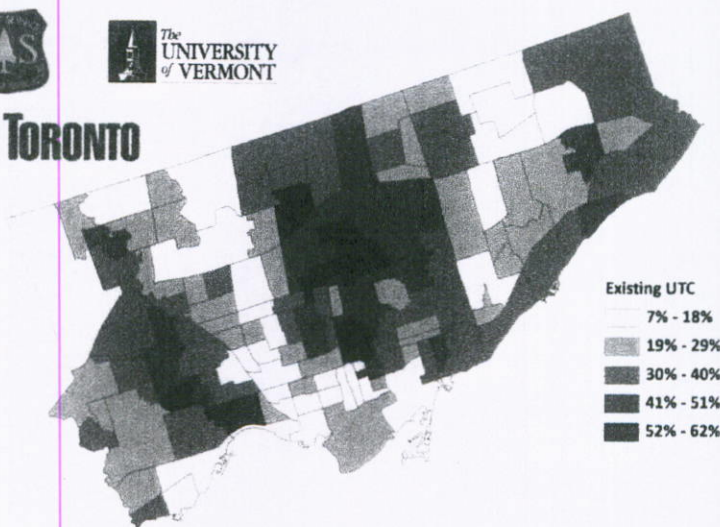 S
The
UNIVERSITY
of VERMONT
TORONTO
Existing UTC
7% - 18%
19% - 29%
30% - 40%
41% - 51%
52% - 62%